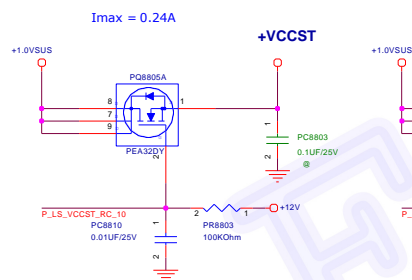 Imax = 0.24A
+VCCST
+1.0VSUS
+1.0VSUS
PQ8805A
8
7
9
1
PEA32DY
2
1
2
PC8803
0.1UF/25V
@
P_LS_VCCST_RC_10
P_
2
1
+12V
PR8803
100KOhm
PC8810
0.01UF/25V
1
2